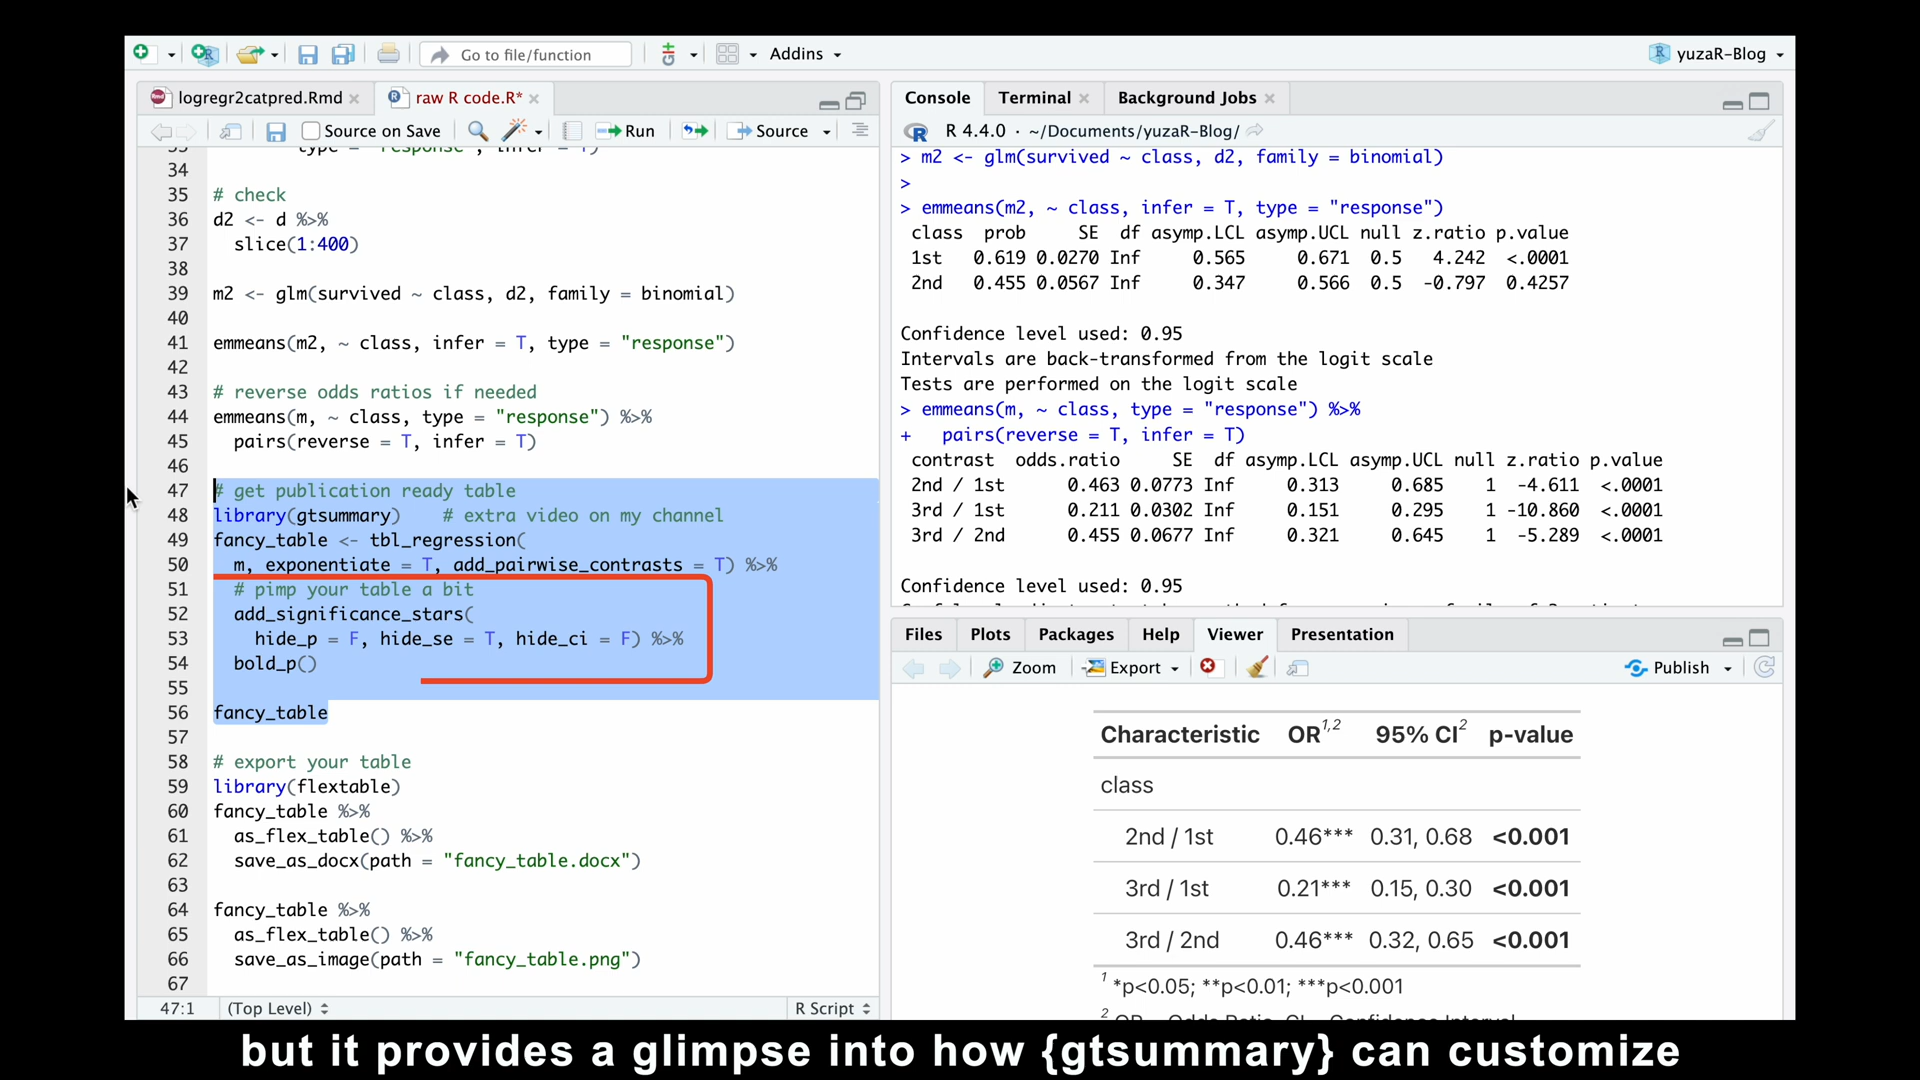 Go to file/function
Addins
yuzaR-Blog
logregr2catpred.Rmd
raw R code.R*
Source on Save
Run
Source
34
35 # check
36 d2 <- d %>%
37 slice(1:400)
38
39 m2 <- glm(survived ~ class, d2, family = binomial)
40
41 emmeans(m2, ~ class, infer = T, type = "response")
42
43 # reverse odds ratios if needed
44 emmeans(m, ~ class, type = "response") %>%
45 pairs(reverse = T, infer = T)
46
47 # get publication ready table
48 library(gtsummary) # extra video on my channel
49 fancy_table <- tbl_regression(
50 m, exponentiate = T, add_pairwise_contrasts = T) %>%
51 # pimp your table a bit
52 add_significance_stars(
53 hide_p = F, hide_se = T, hide_ci = F) %>%
54 bold_p()
55
56 fancy_table
57
58 # export your table
59 library(flextable)
60 fancy_table %>%
61 as_flex_table() %>%
62 save_as_docx(path = "fancy_table.docx")
63
64 fancy_table %>%
65 as_flex_table() %>%
66 save_as_image(path = "fancy_table.png")
67
47:1 (Top Level) R Script
Console Terminal Background Jobs
R 4.4.0 · ~/Documents/yuzaR-Blog/
> m2 <- glm(survived ~ class, d2, family = binomial)
>
> emmeans(m2, ~ class, infer = T, type = "response")
class prob SE df asymp.LCL asymp.UCL null z.ratio p.value
1st 0.619 0.0270 Inf 0.565 0.671 0.5 4.242 <.0001
2nd 0.455 0.0567 Inf 0.347 0.566 0.5 -0.797 0.4257
Confidence level used: 0.95
Intervals are back-transformed from the logit scale
Tests are performed on the logit scale
> emmeans(m, ~ class, type = "response") %>%
+ pairs(reverse = T, infer = T)
contrast odds.ratio SE df asymp.LCL asymp.UCL null z.ratio p.value
2nd / 1st 0.463 0.0773 Inf 0.313 0.685 1 -4.611 <.0001
3rd / 1st 0.211 0.0302 Inf 0.151 0.295 1 -10.860 <.0001
3rd / 2nd 0.455 0.0677 Inf 0.321 0.645 1 -5.289 <.0001
Confidence level used: 0.95
Files Plots Packages Help Viewer Presentation
Zoom Export Publish
Characteristic OR1,2 95% CI2 p-value
class
2nd / 1st 0.46*** 0.31, 0.68 <0.001
3rd / 1st 0.21*** 0.15, 0.30 <0.001
3rd / 2nd 0.46*** 0.32, 0.65 <0.001
1 *p<0.05; **p<0.01; ***p<0.001
but it provides a glimpse into how {gtsummary} can customize